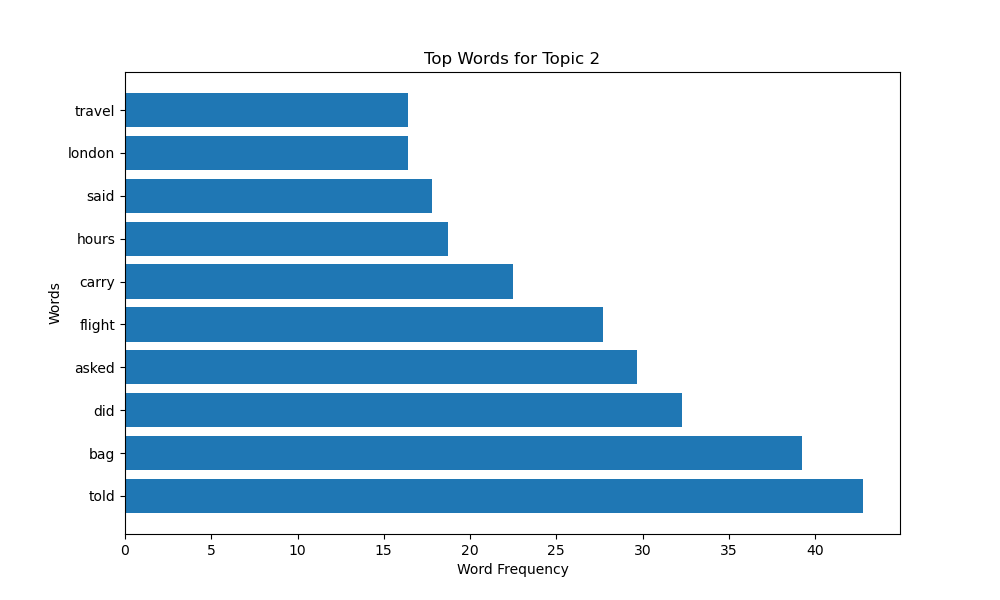 Top Words for Topic 2
travel
london
said
hours
carry
flight
asked
did
bag
told
Words
0 5 10 15 20 25 30 35 40
Word Frequency